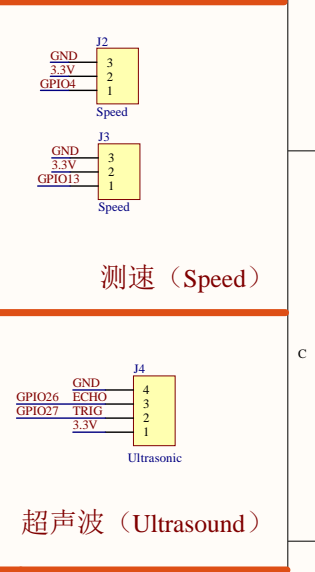 J2
GND 3
3.3V 2
GPIO4 1
Speed
J3
GND 3
3.3V 2
GPIO13 1
Speed
测速（Speed）
C
J4
GND 4
GPIO26 ECHO 3
GPIO27 TRIG 2
3.3V 1
Ultrasonic
超声波（Ultrasound）